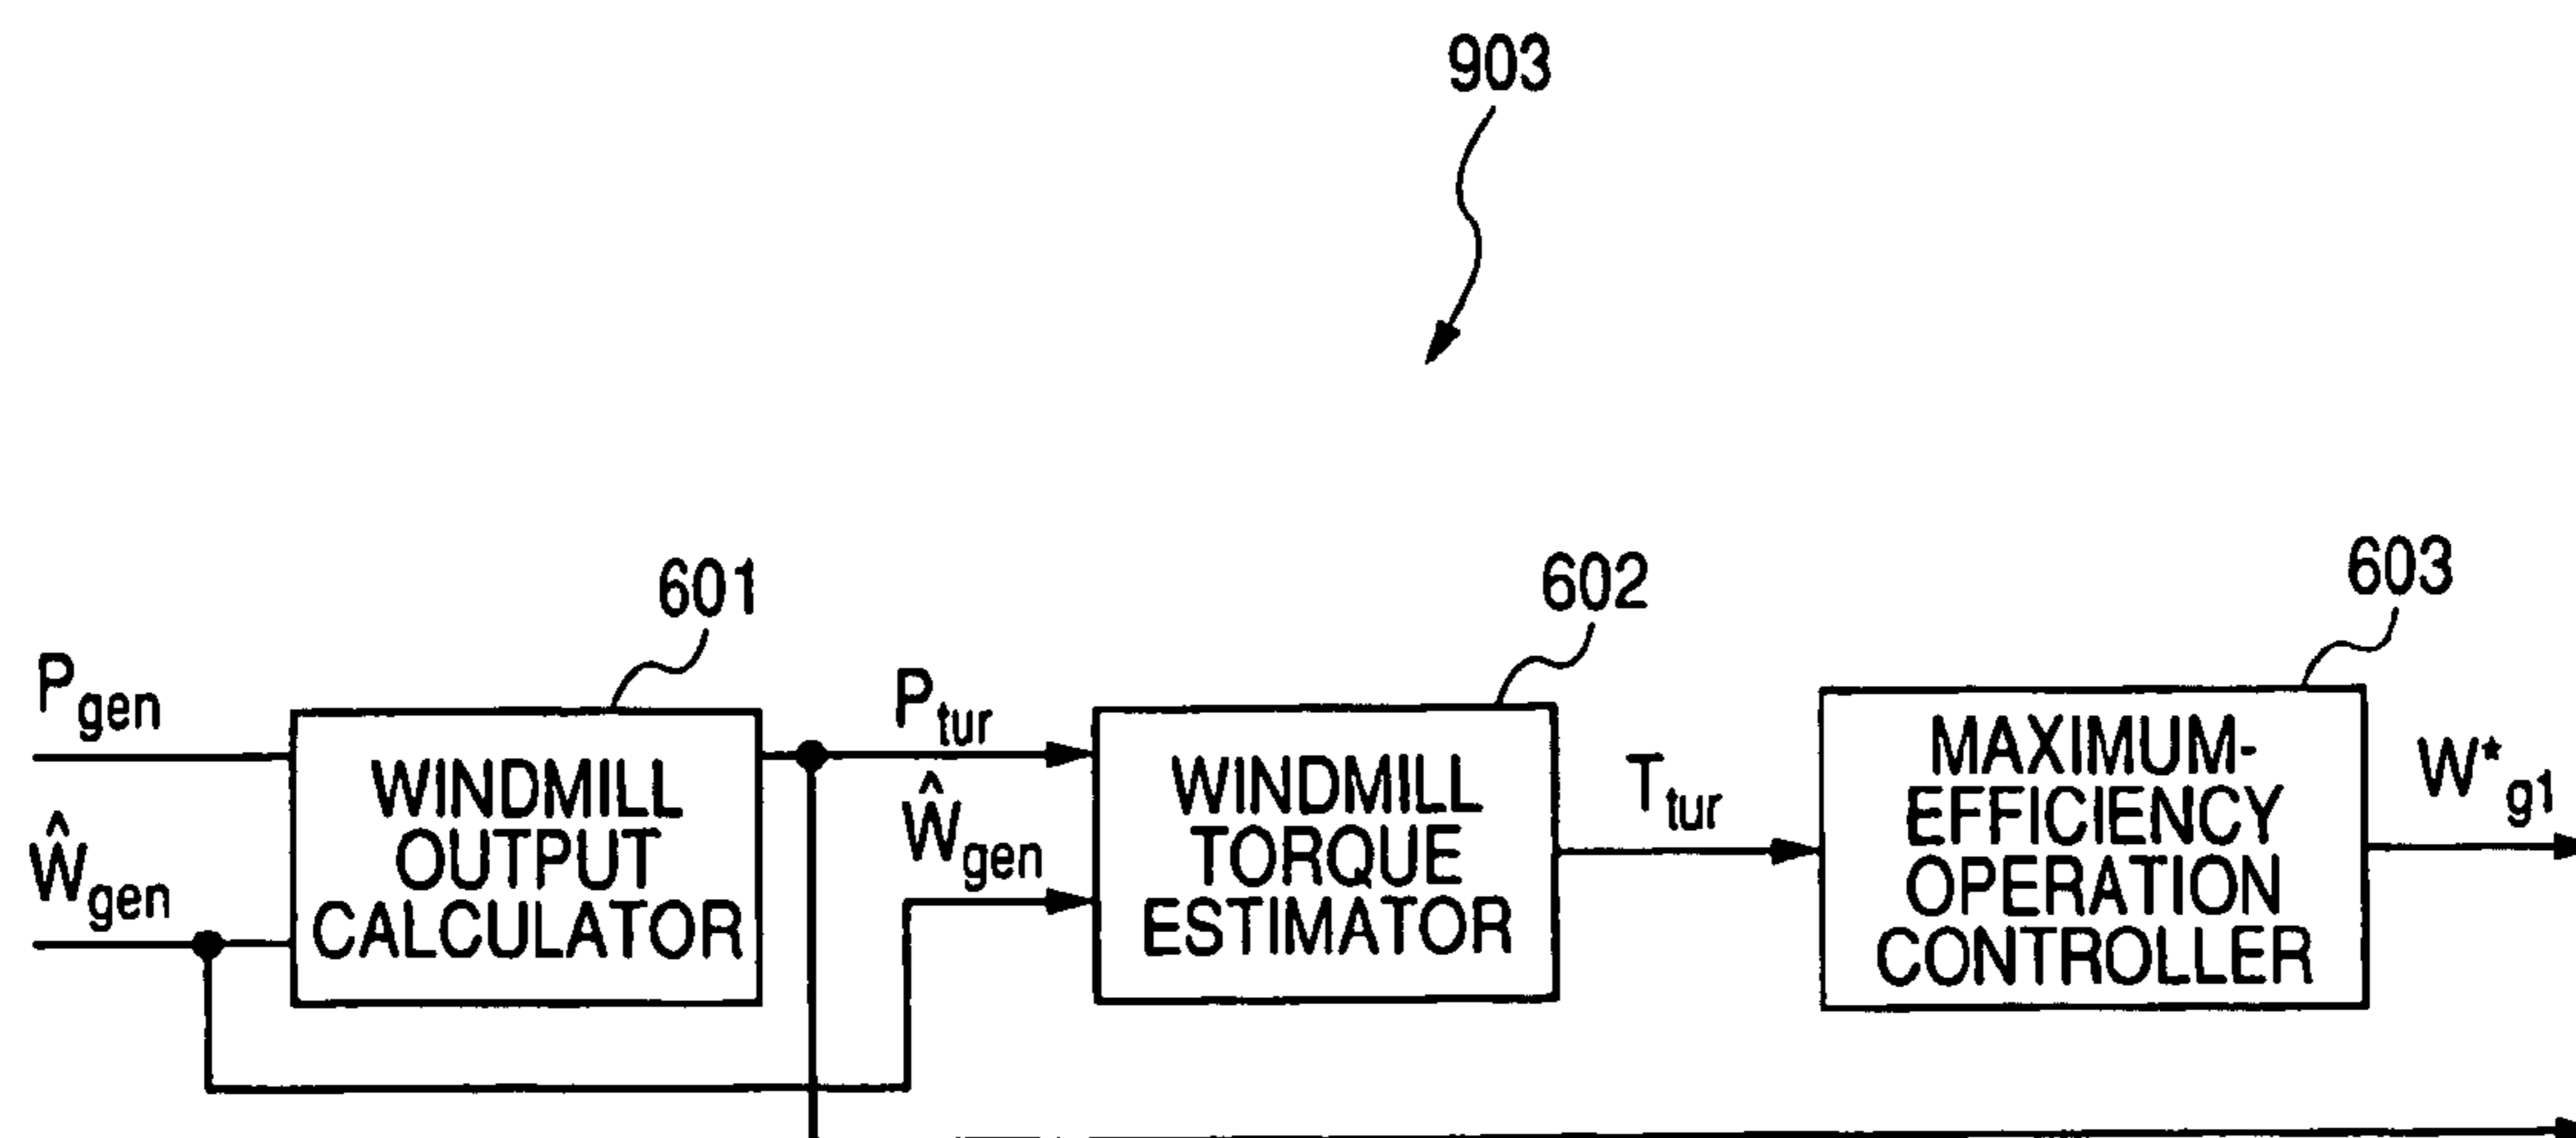 903
601
602
603
P_gen
Ŵ_gen
WINDMILL
OUTPUT
CALCULATOR
P_tur
Ŵ_gen
WINDMILL
TORQUE
ESTIMATOR
T_tur
MAXIMUM-
EFFICIENCY
OPERATION
CONTROLLER
W*_g1